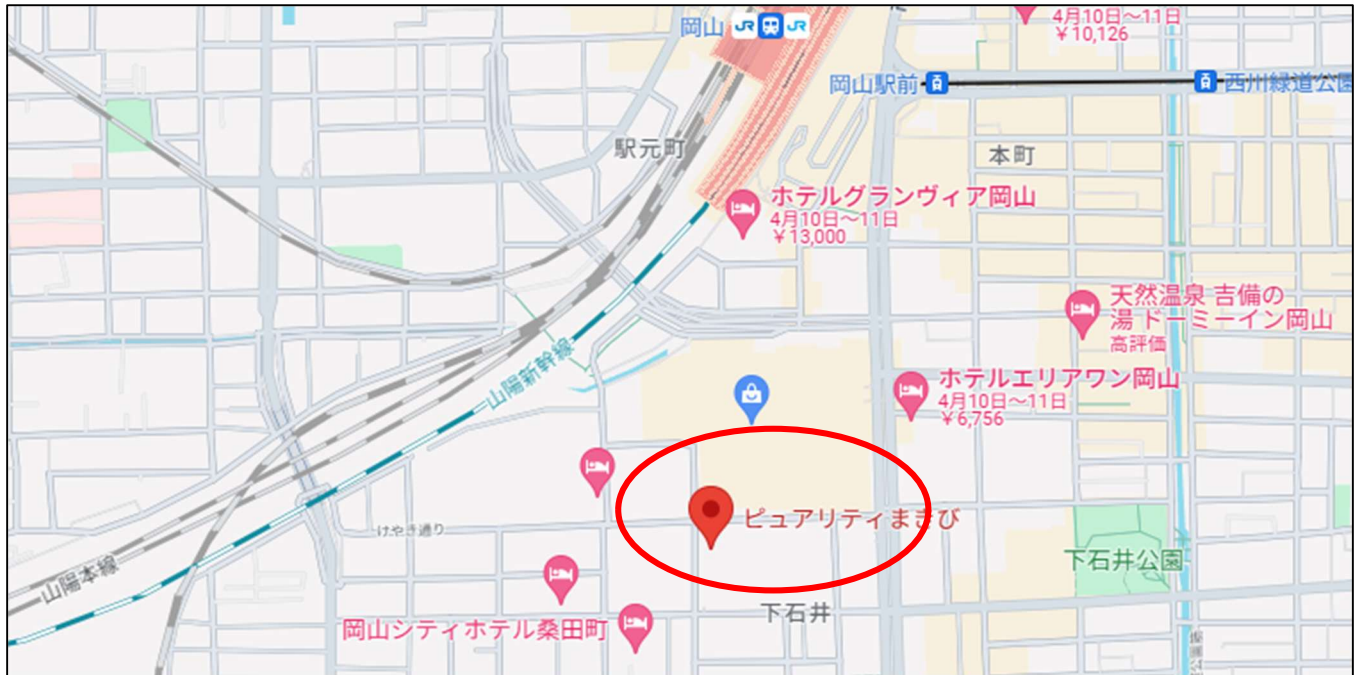 4月10日～11日
￥10,126
岡山
JR
JR
岡山駅前
西川緑道公園
駅元町
本町
ホテルグランヴィア岡山
4月10日～11日
￥13,000
天然温泉 吉備の
湯 ドーミーイン岡山
高評価
山陽新幹線
ホテルエリアワン岡山
4月10日～11日
￥6,756
ピュアリティまきび
けやき通り
下石井公園
山陽本線
下石井
岡山シティホテル桑田町